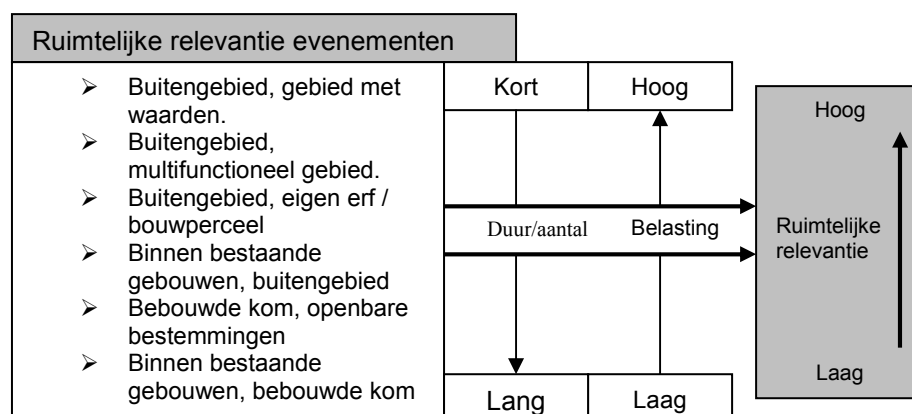 Ruimtelijke relevantie evenementen
➢ Buitengebied, gebied met
waarden.
➢ Buitengebied,
multifunctioneel gebied.
➢ Buitengebied, eigen erf /
bouwperceel
➢ Binnen bestaande
gebouwen, buitengebied
➢ Bebouwde kom, openbare
bestemmingen
➢ Binnen bestaande
gebouwen, bebouwde kom
Kort
Hoog
Duur/aantal
Belasting
Lang
Laag
Hoog
Ruimtelijke
relevantie
Laag